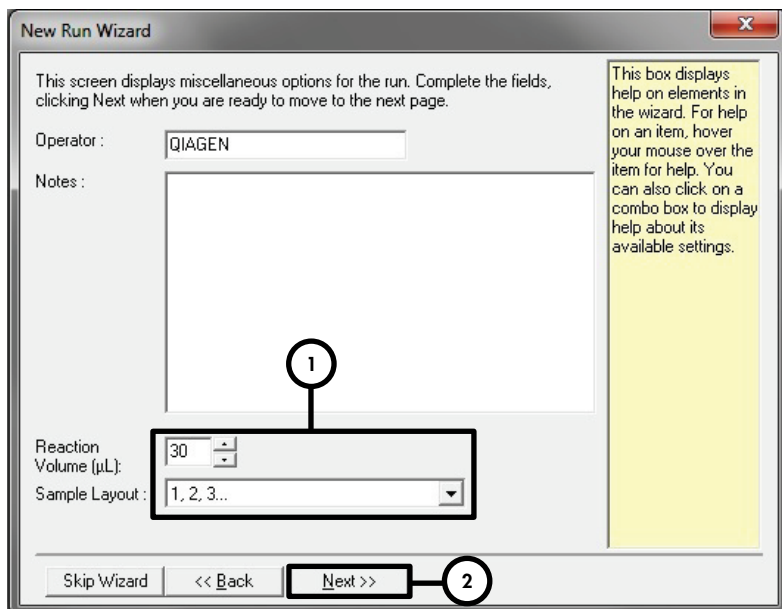 New Run Wizard
X
This screen displays miscellaneous options for the run. Complete the fields,
clicking Next when you are ready to move to the next page.
Operator :
QIAGEN
Notes :
1
Reaction
Volume (μL):
30
Sample Layout :
1, 2, 3...
Skip Wizard
<< Back
Next >>
2
This box displays
help on elements in
the wizard. For help
on an item, hover
your mouse over the
item for help. You
can also click on a
combo box to display
help about its
available settings.